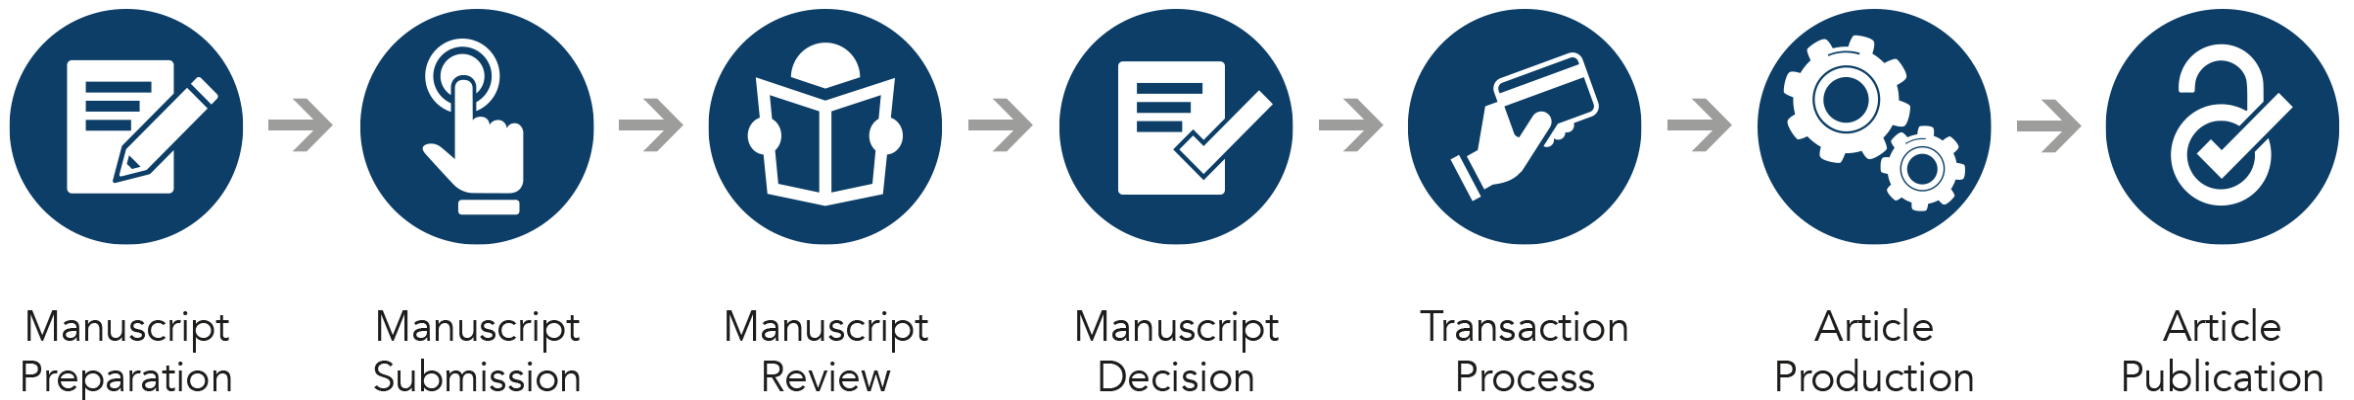 Manuscript
Preparation
Manuscript
Submission
Manuscript
Review
Manuscript
Decision
Transaction
Process
Article
Production
Article
Publication